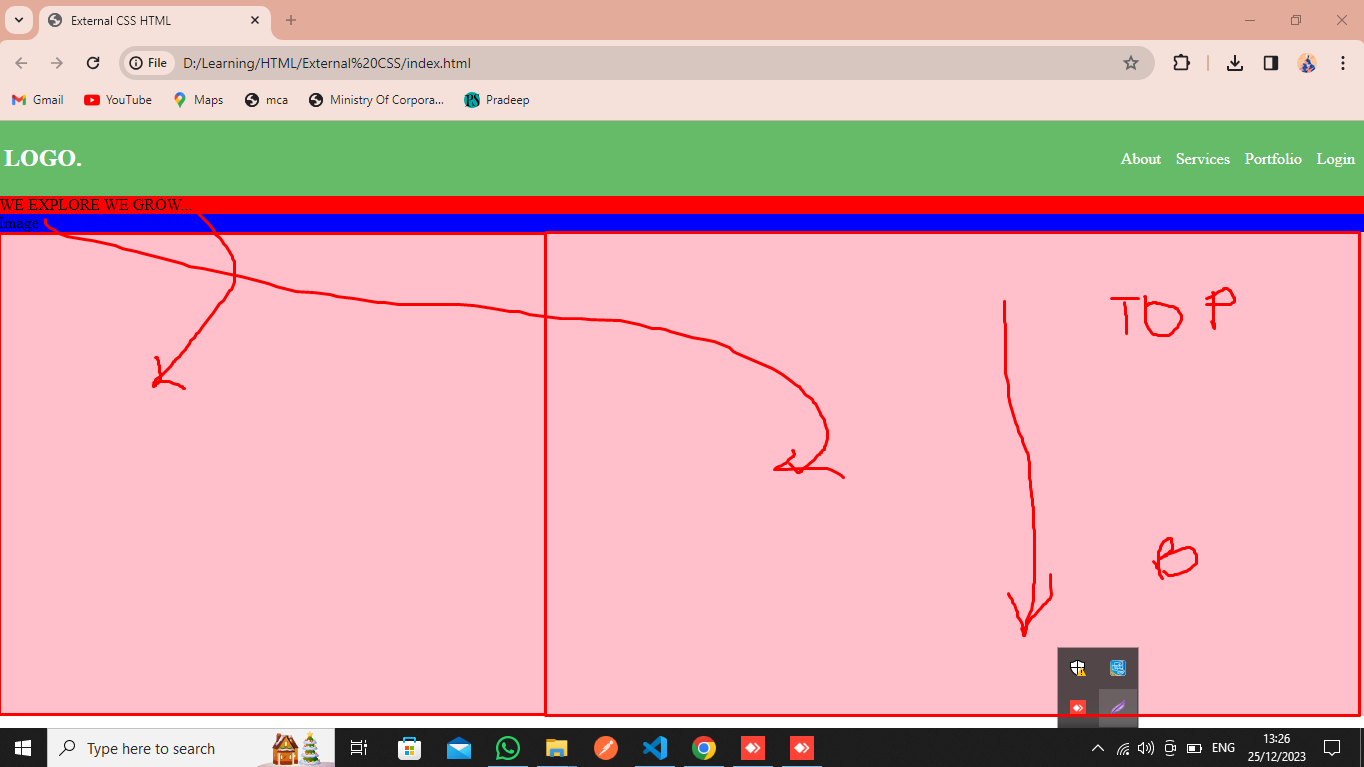 External CSS HTML
File D:/Learning/HTML/External%20CSS/index.html
Gmail YouTube Maps mca Ministry Of Corpora... Pradeep
LOGO. About Services Portfolio Login
WE EXPLORE WE GROW...
Image
TOP
B
Type here to search
ENG
13:26
25/12/2023